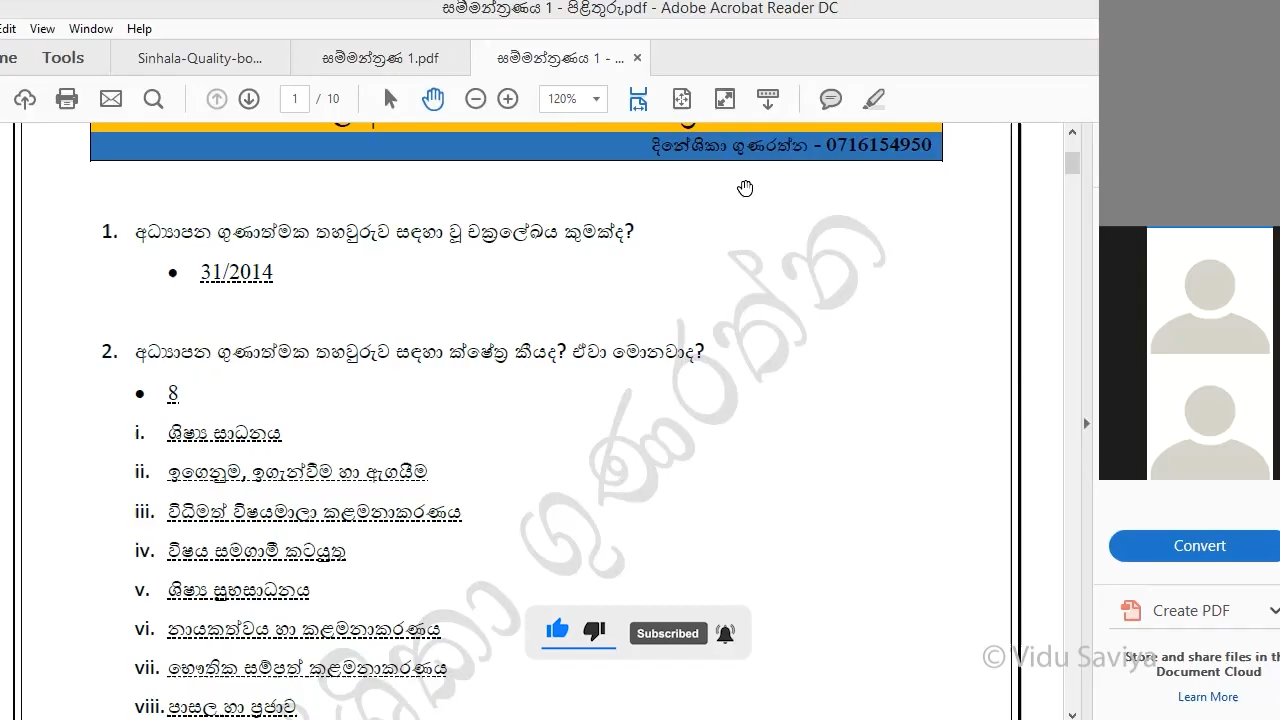 සම්මන්ත්‍රණය 1 - පිළිතුරු.pdf - Adobe Acrobat Reader DC
Edit View Window Help
me Tools Sinhala-Quality-bo... සම්මන්ත්‍රණ 1.pdf සම්මන්ත්‍රණය 1 - ... ×
1 / 10 120%
දිනේශිකා ගුණරත්න - 0716154950
1. අධ්‍යාපන ගුණාත්මක තහවුරුව සඳහා වූ චක්‍රලේඛය කුමක්ද?
• 31/2014
2. අධ්‍යාපන ගුණාත්මක තහවුරුව සඳහා ක්ෂේත්‍ර කීයද? ඒවා මොනවාද?
• 8
i. ශිෂ්‍ය සාධනය
ii. ඉගෙනුම, ඉගැන්වීම හා ඇගයීම
iii. විධිමත් විෂයමාලා කළමනාකරණය
iv. විෂය සමගාමී කටයුතු
v. ශිෂ්‍ය සුභසාධනය
vi. නායකත්වය හා කළමනාකරණය
vii. භෞතික සම්පත් කළමනාකරණය
viii. පාසල හා ප්‍රජාව
ගුණරත්න
Subscribed
© Vidu Saviya
Convert
Create PDF
Store and share files in th
Document Cloud
Learn More